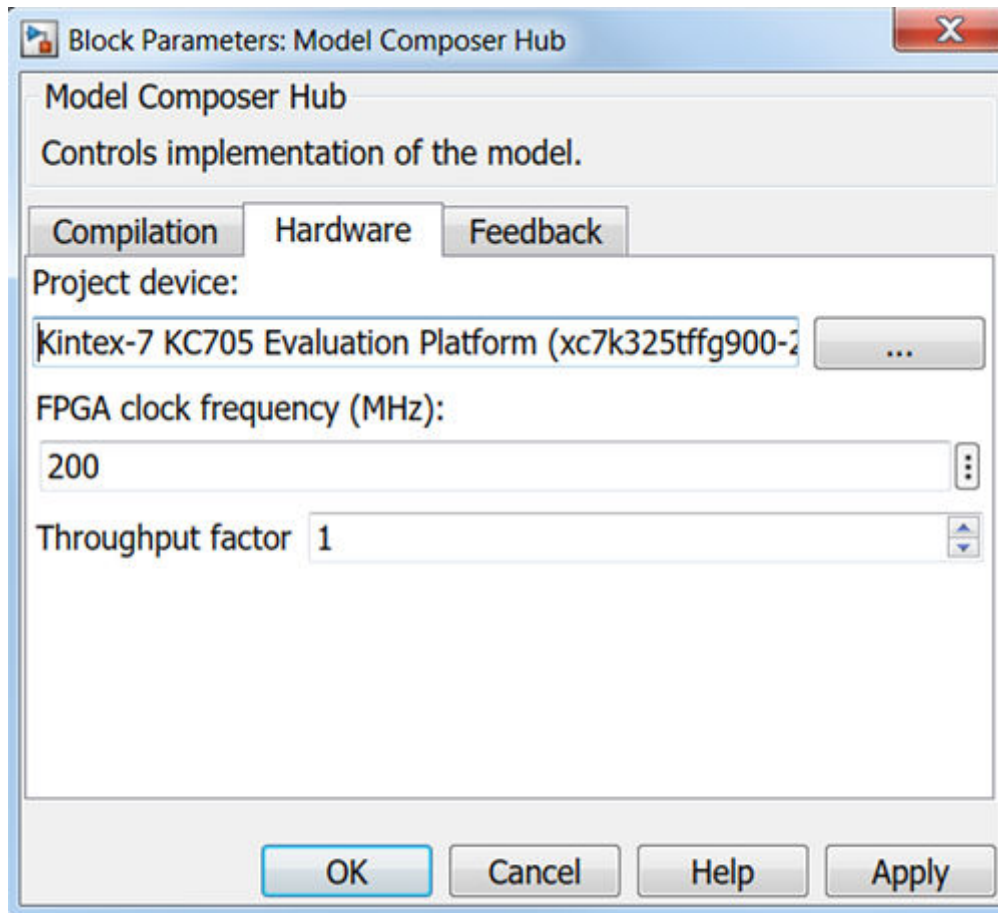 Block Parameters: Model Composer Hub
Model Composer Hub
Controls implementation of the model.
Compilation Hardware Feedback
Project device:
Kintex-7 KC705 Evaluation Platform (xc7k325tffg900-2 ...
FPGA clock frequency (MHz):
200
Throughput factor 1
OK Cancel Help Apply